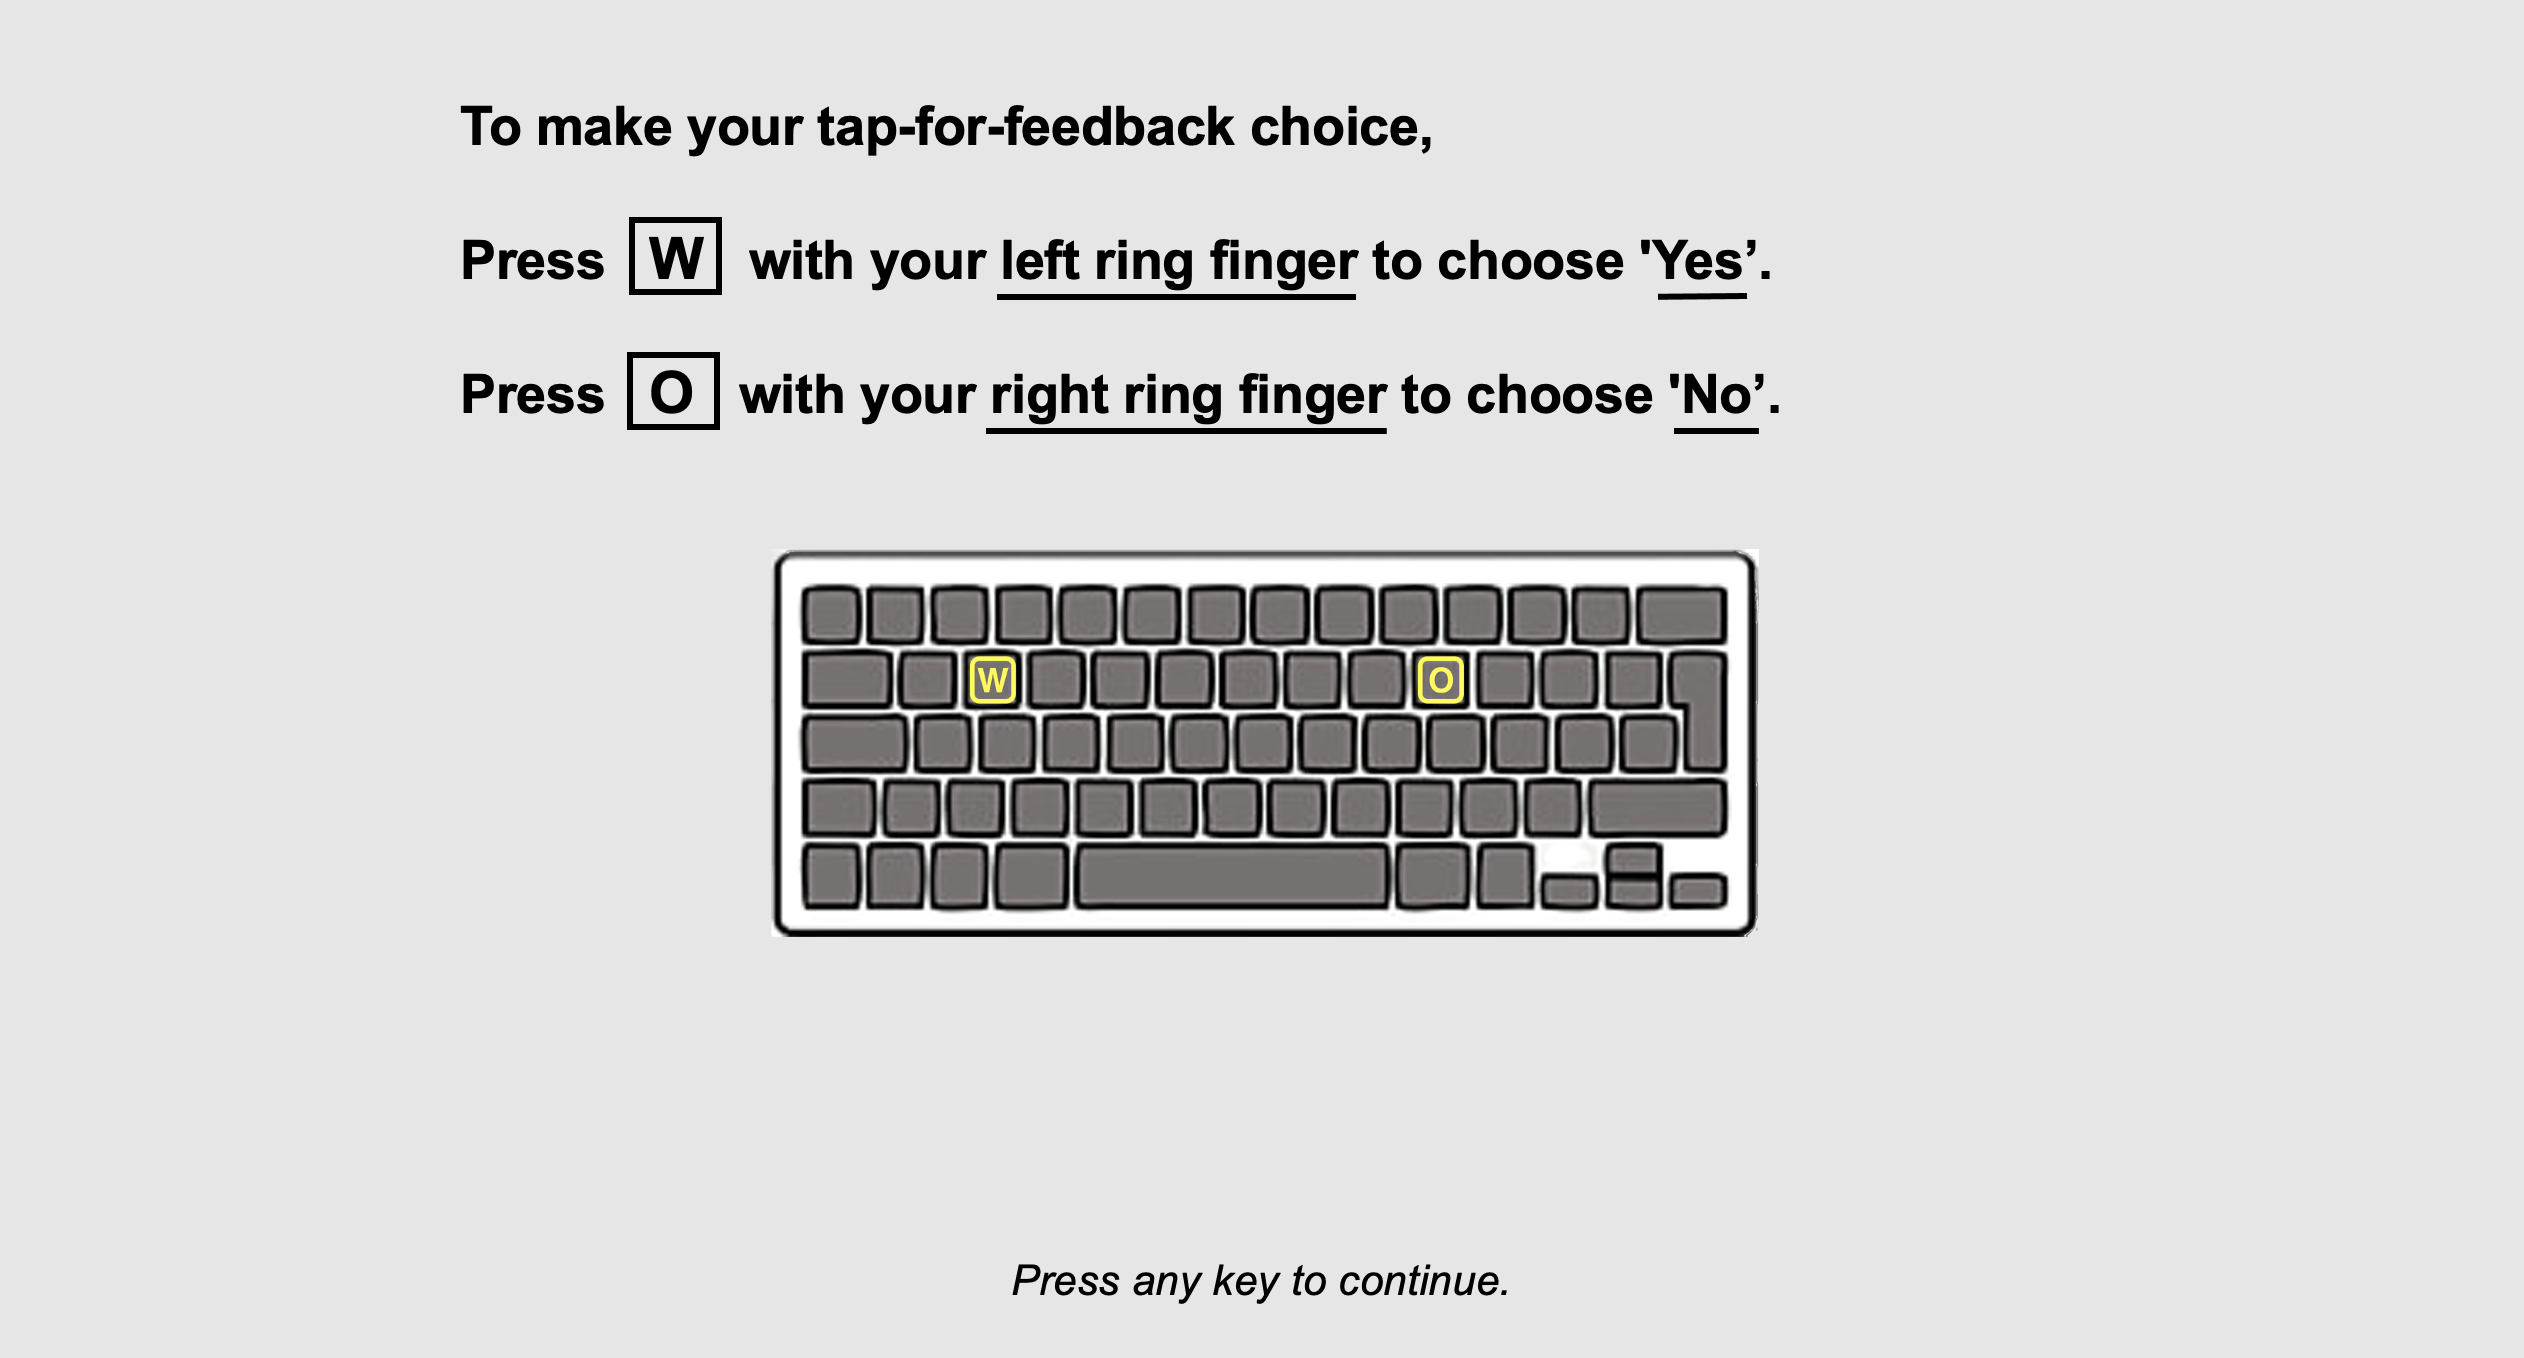 To make your tap-for-feedback choice,
Press W with your left ring finger to choose 'Yes’.
Press O with your right ring finger to choose 'No’.
W O
Press any key to continue.